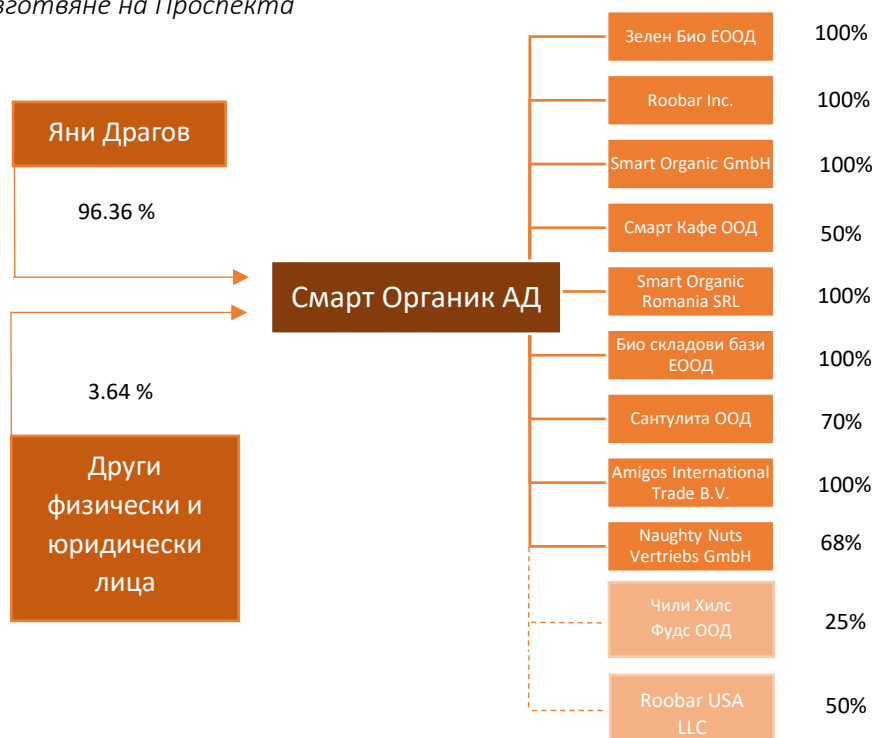 зготвяне на Проспекта
Яни Драгов
96.36 %
3.64 %
Други
физически и
юридически
лица
Смарт Органик АД
Зелен Био ЕООД
100%
Roobar Inc.
100%
Smart Organic GmbH
100%
Смарт Кафе ООД
50%
Smart Organic
Romania SRL
100%
Био складови бази
ЕООД
100%
Сантулита ООД
70%
Amigos International
Trade B.V.
100%
Naughty Nuts
Vertriebs GmbH
68%
Чили Хилс
Фудс ООД
25%
Roobar USA
LLC
50%